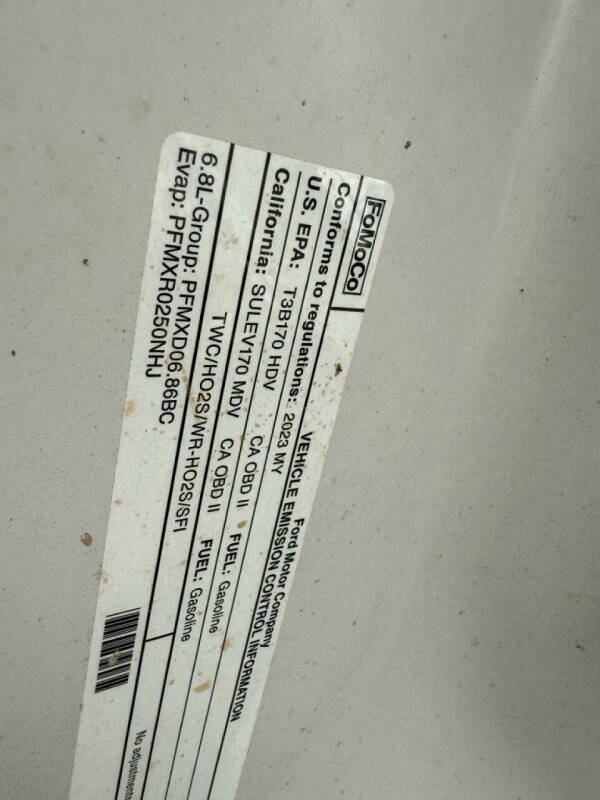 FoMoCo
Ford Motor Company
VEHICLE EMISSION CONTROL INFORMATION
Conforms to regulations: 2023 MY
U.S. EPA: T3B170 HDV CA OBD II FUEL: Gasoline
California: SULEV170 MDV CA OBD II FUEL: Gasoline
TWC/HO2S/WR-HO2S/SFI
6.8L-Group: PFMXD06.86BC
Evap: PFMXR0250NHJ
No adjustments